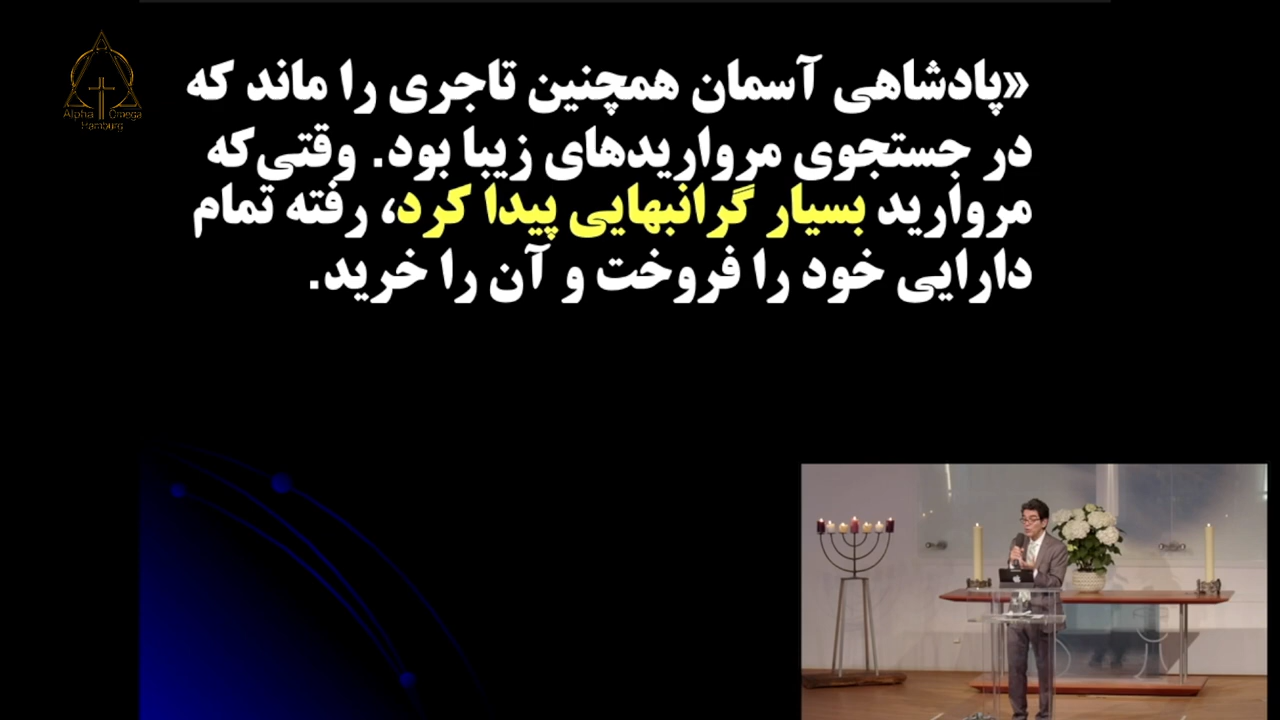 Alpha Omega
Hamburg
«پادشاهی آسمان همچنین تاجری را ماند که
در جستجوی مرواریدهای زیبا بود. وقتی‌که
مروارید بسیار گرانبهایی پیدا کرد، رفته تمام
دارایی خود را فروخت و آن را خرید.